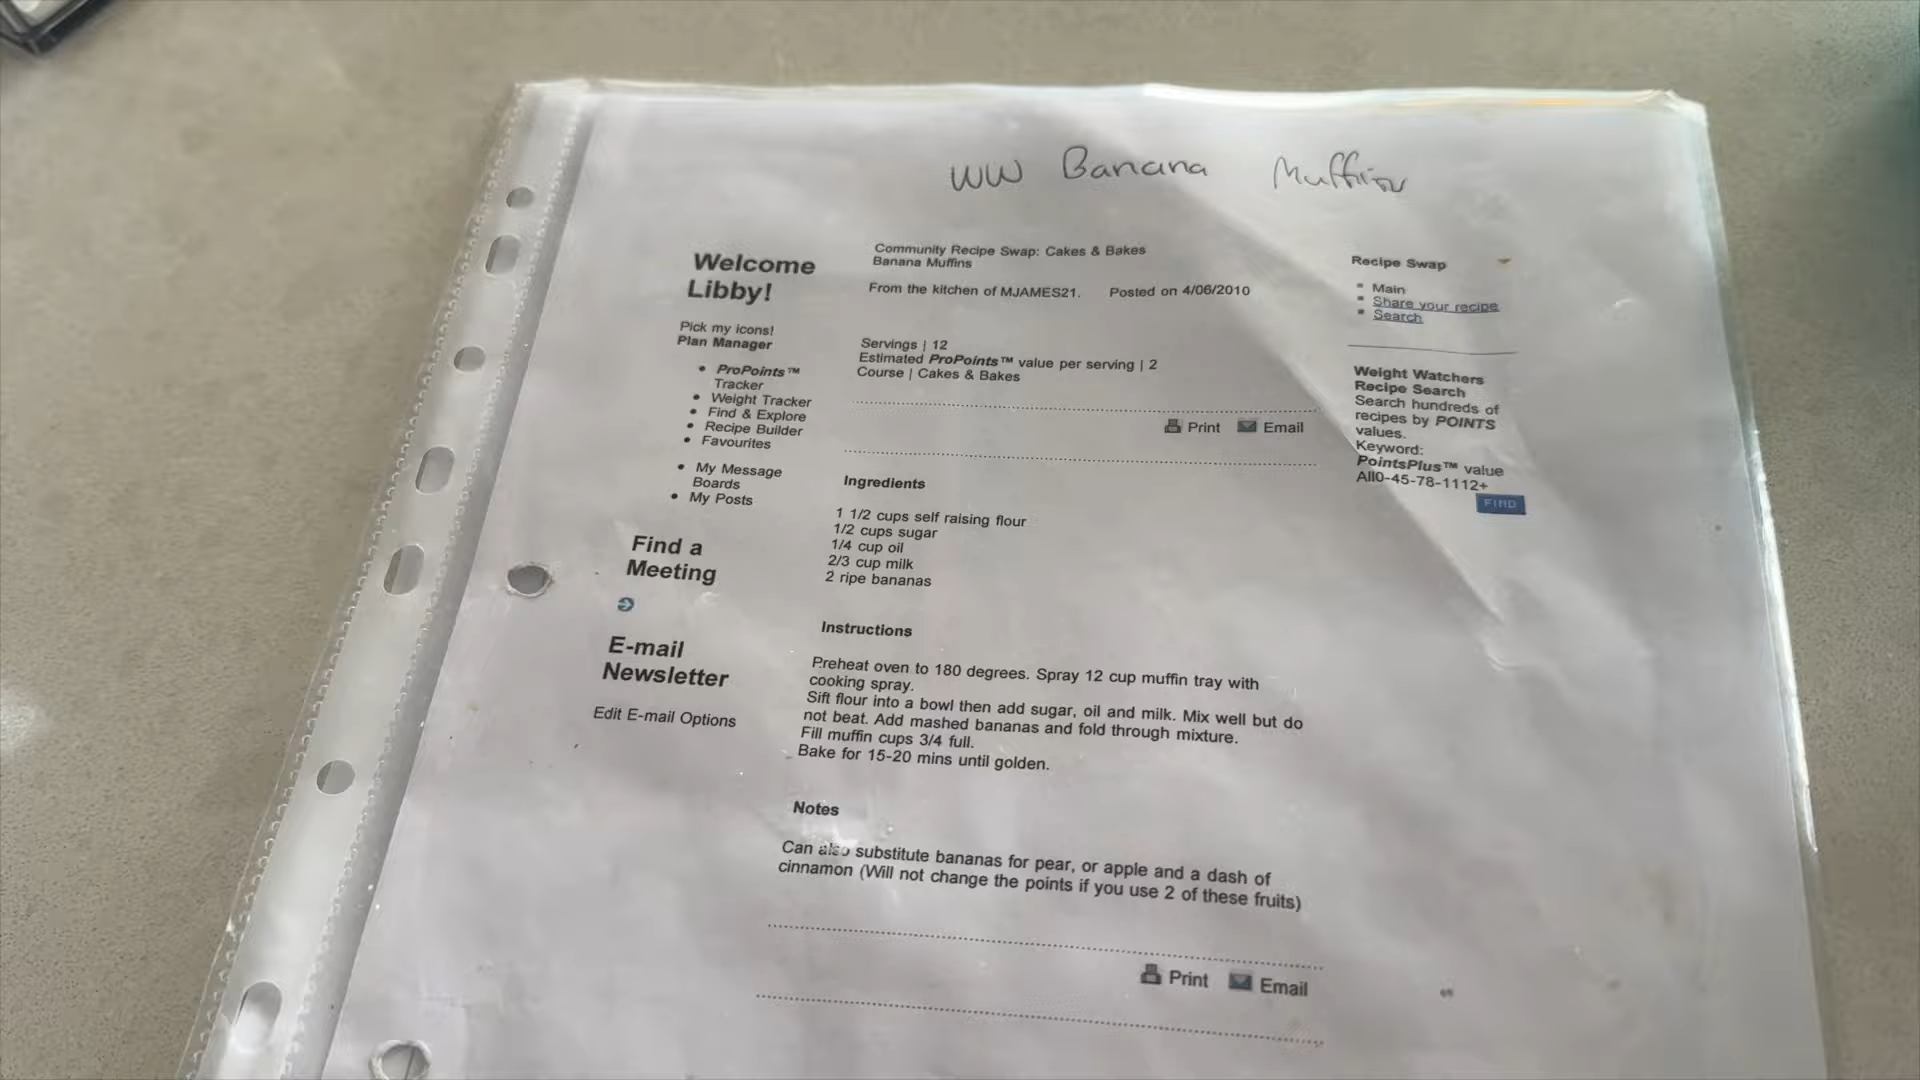 WW Banana Muffins
Welcome
Libby!
Pick my icons!
Plan Manager
ProPoints™
Tracker
Weight Tracker
Find & Explore
Recipe Builder
Favourites
My Message
Boards
My Posts
Find a
Meeting
E-mail
Newsletter
Edit E-mail Options
Community Recipe Swap: Cakes & Bakes
Banana Muffins
From the kitchen of MJAMES21. Posted on 4/06/2010
Servings | 12
Estimated ProPoints™ value per serving | 2
Course | Cakes & Bakes
Print Email
Ingredients
1 1/2 cups self raising flour
1/2 cups sugar
1/4 cup oil
2/3 cup milk
2 ripe bananas
Instructions
Preheat oven to 180 degrees. Spray 12 cup muffin tray with
cooking spray.
Sift flour into a bowl then add sugar, oil and milk. Mix well but do
not beat. Add mashed bananas and fold through mixture.
Fill muffin cups 3/4 full.
Bake for 15-20 mins until golden.
Notes
Can also substitute bananas for pear, or apple and a dash of
cinnamon (Will not change the points if you use 2 of these fruits)
Print Email
Recipe Swap
Main
Share your recipe
Search
Weight Watchers
Recipe Search
Search hundreds of
recipes by POINTS
values.
Keyword:
PointsPlus™ value
All0-45-78-1112+
FIND